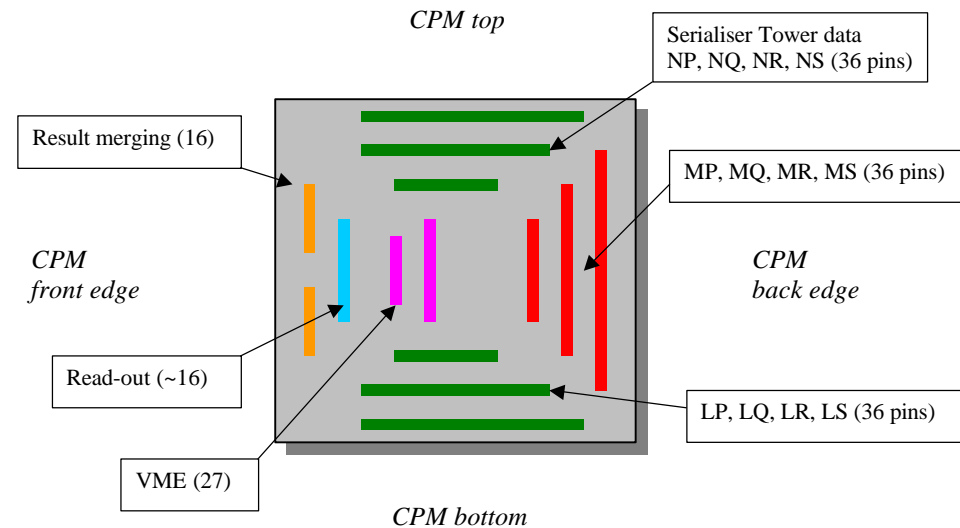 CPM top
Serialiser Tower data
NP, NQ, NR, NS (36 pins)
Result merging (16)
MP, MQ, MR, MS (36 pins)
CPM
front edge
CPM
back edge
Read-out (~16)
LP, LQ, LR, LS (36 pins)
VME (27)
CPM bottom